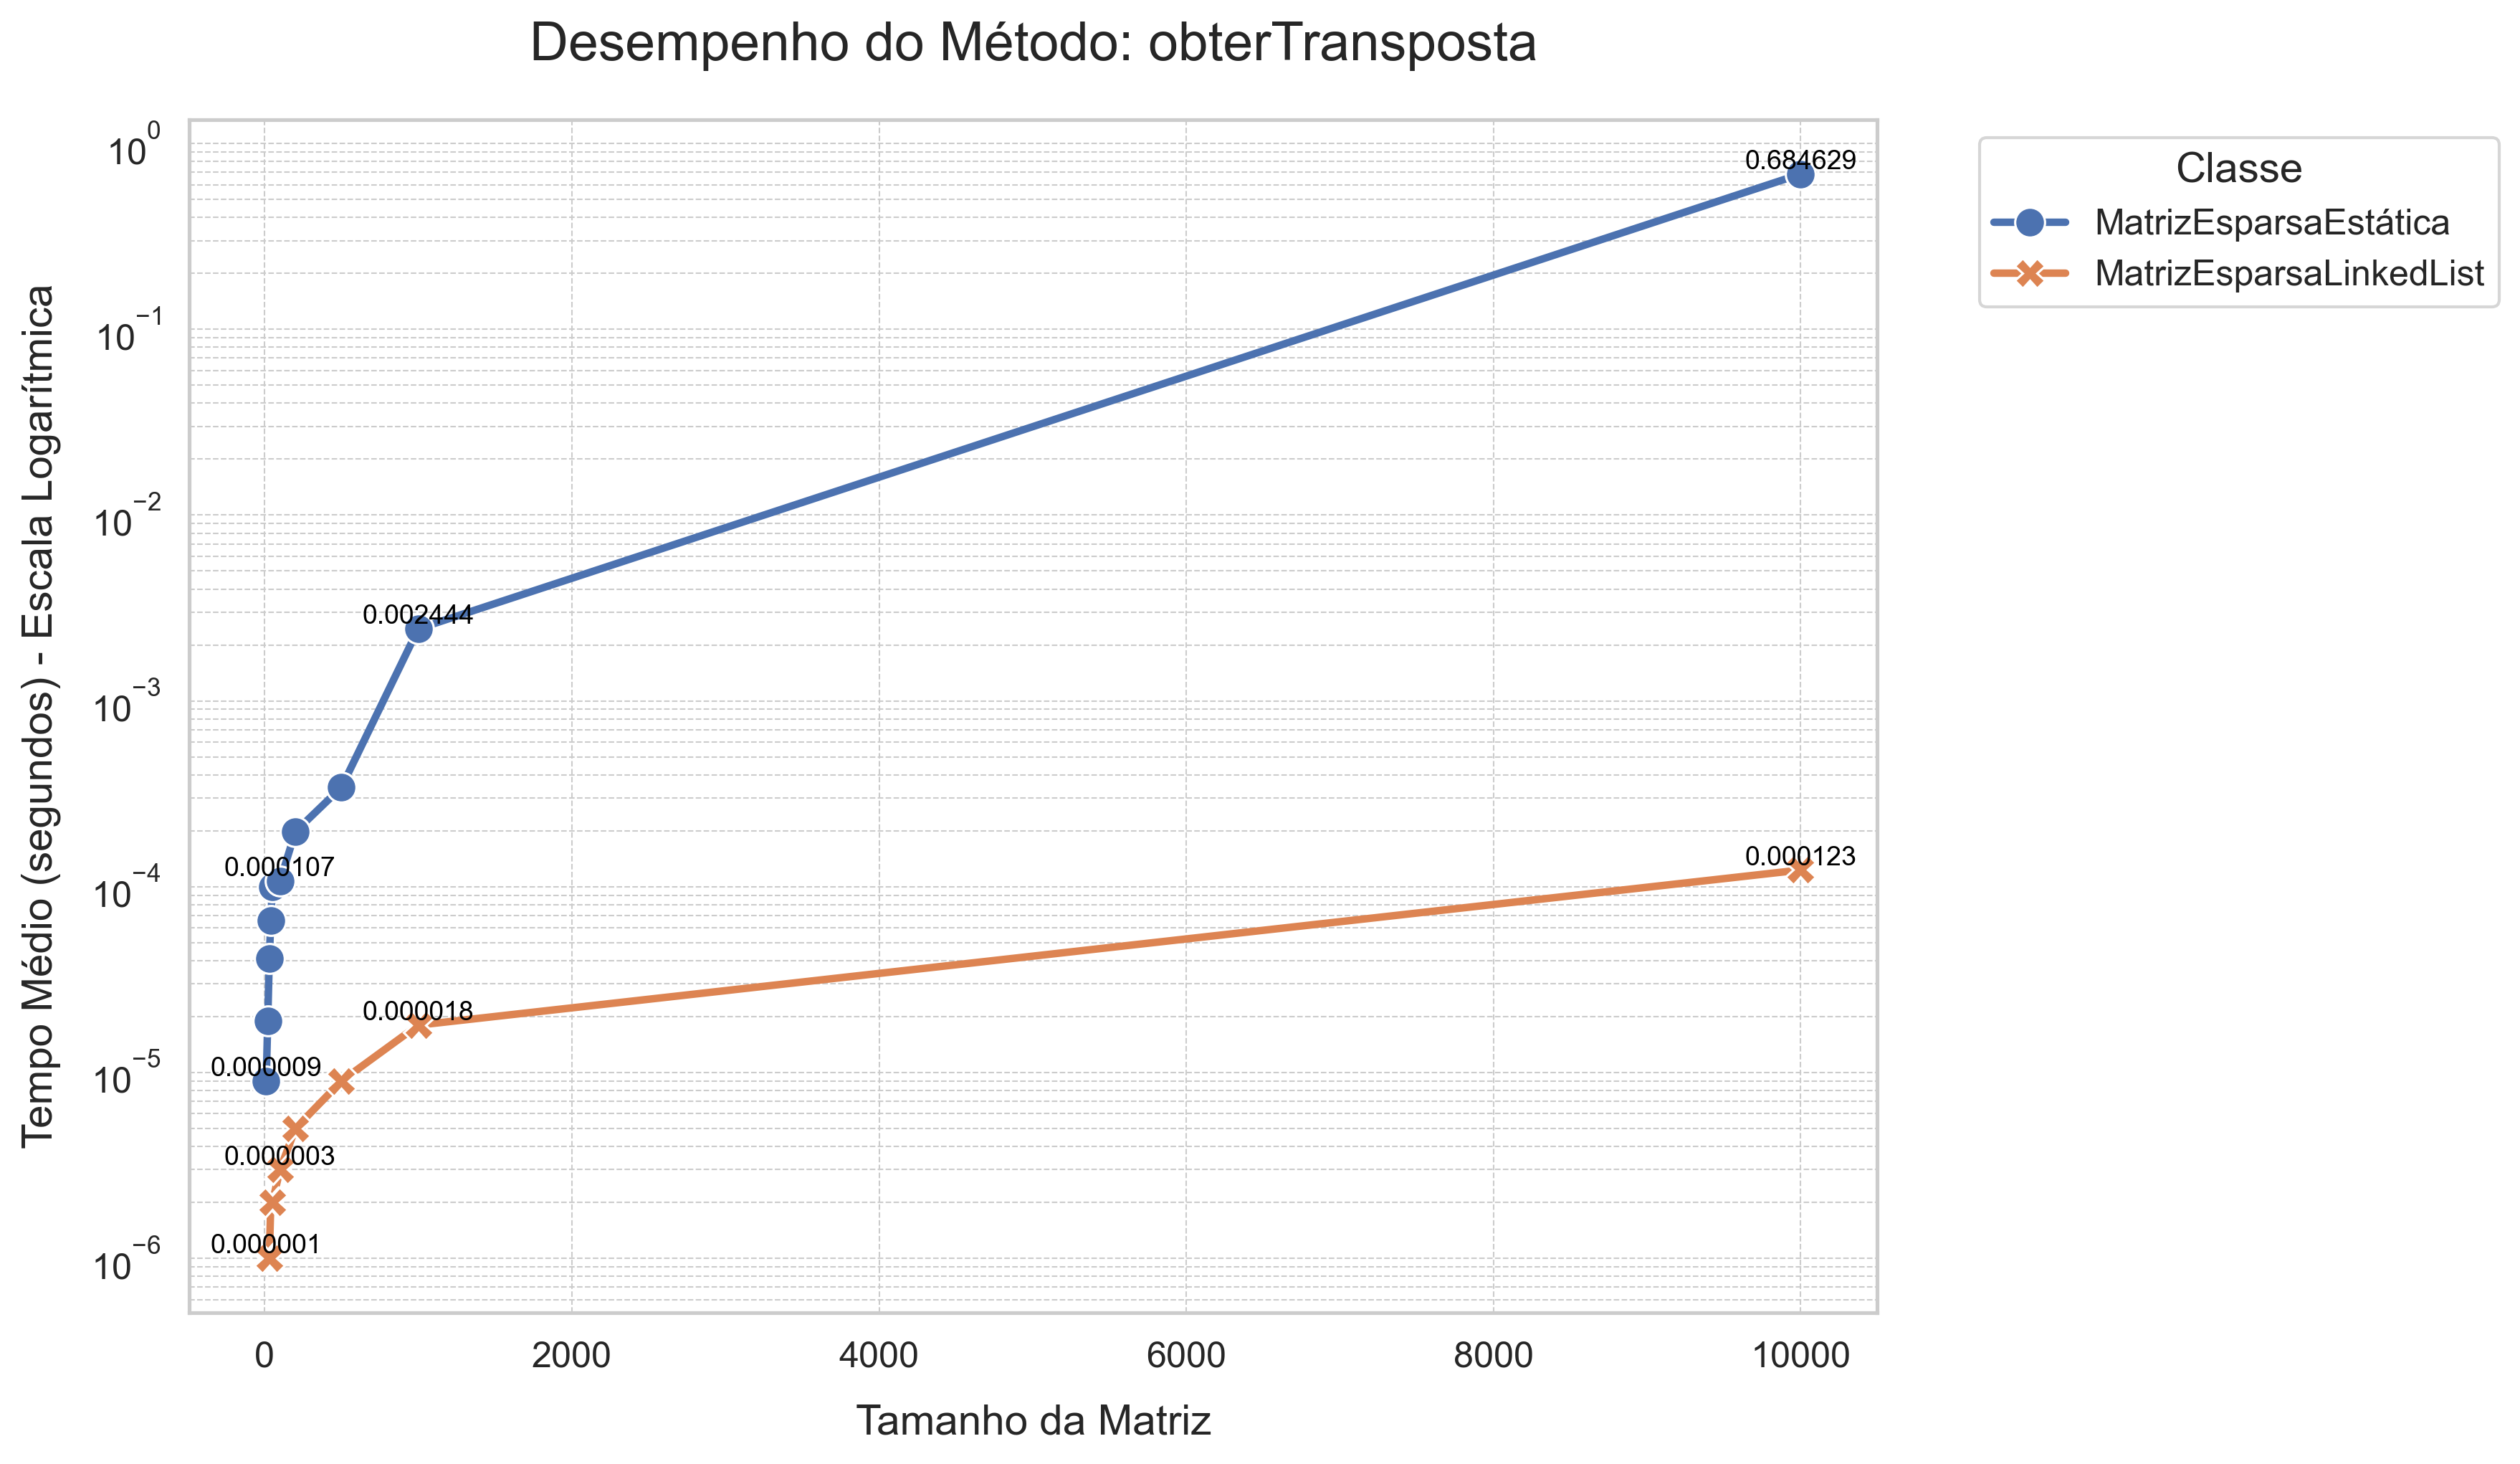 Desempenho do Método: obterTransposta
Tempo Médio (segundos) - Escala Logarítmica
10^0
10^−1
10^−2
10^−3
10^−4
10^−5
10^−6
0.684629
0.002444
0.000107
0.000009
0.000123
0.000018
0.000003
0.000001
0 2000 4000 6000 8000 10000
Tamanho da Matriz
Classe
MatrizEsparsaEstática
MatrizEsparsaLinkedList